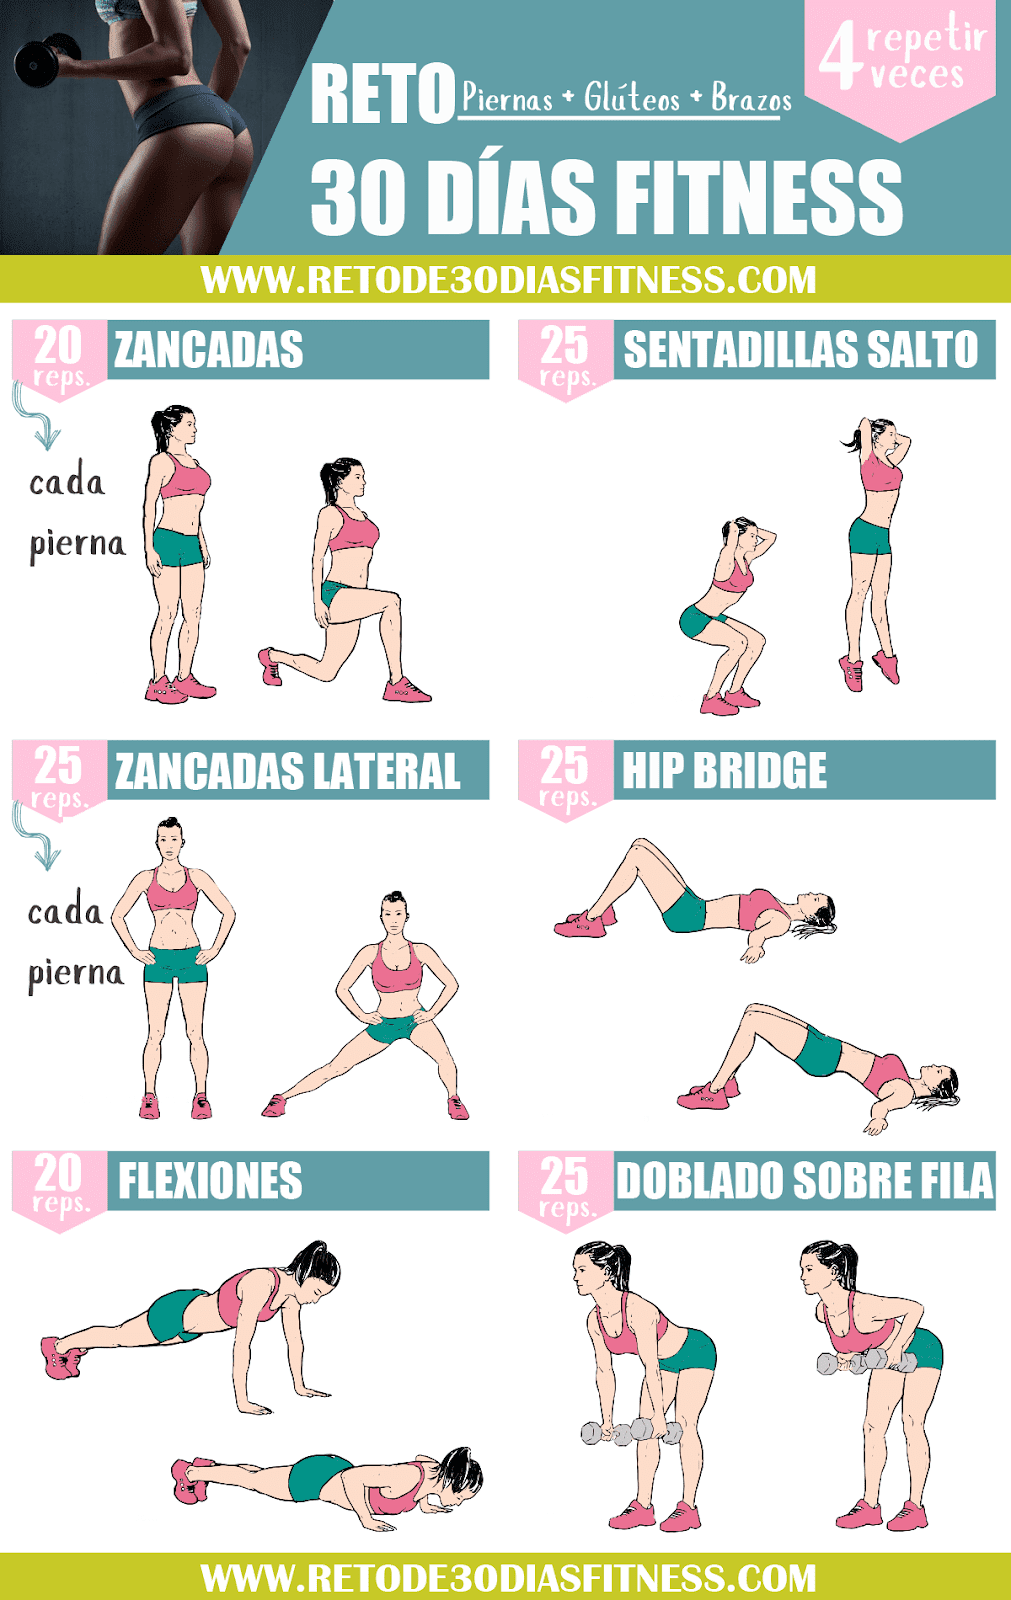 RETO Piernas + Glúteos + Brazos
30 DÍAS FITNESS
4 repetir
veces
WWW.RETODE30DIASFITNESS.COM
20
reps.
ZANCADAS
cada
pierna
25
reps.
SENTADILLAS SALTO
25
reps.
ZANCADAS LATERAL
cada
pierna
25
reps.
HIP BRIDGE
20
reps.
FLEXIONES
25
reps.
DOBLADO SOBRE FILA
WWW.RETODE30DIASFITNESS.COM